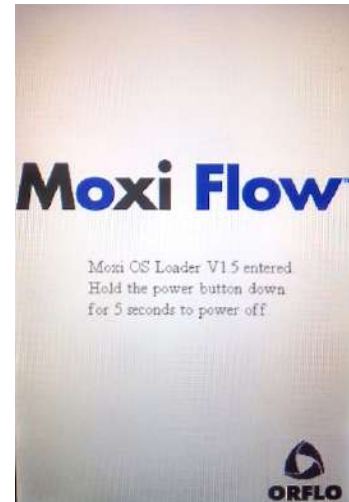 Moxi Flow™
Moxi OS Loader V1.5 entered.
Hold the power button down
for 5 seconds to power off.
ORFLO